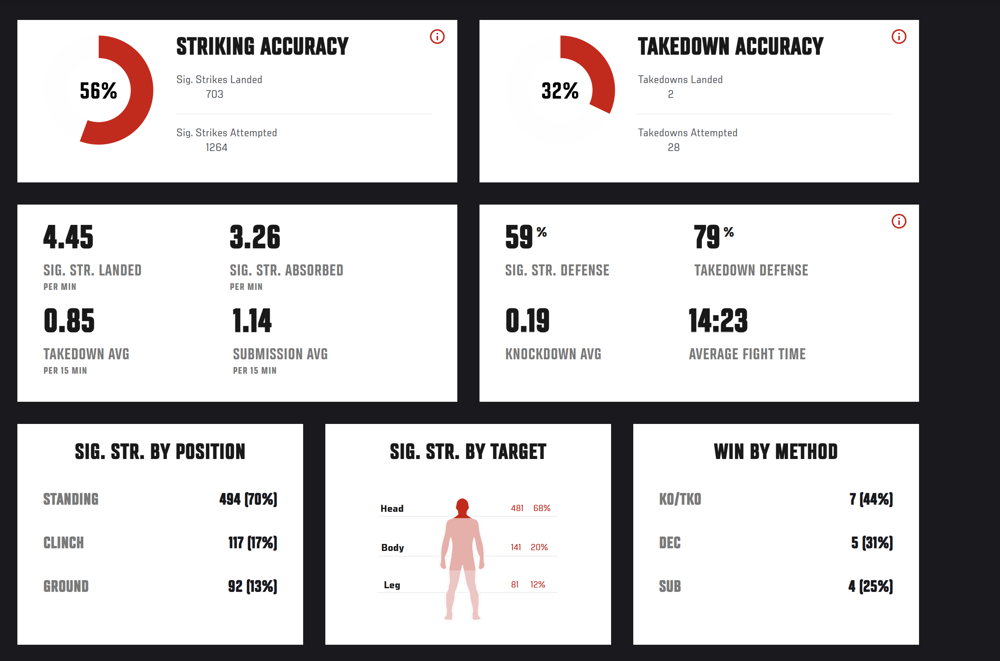 STRIKING ACCURACY
56%
Sig. Strikes Landed
703
Sig. Strikes Attempted
1264
TAKEDOWN ACCURACY
32%
Takedowns Landed
2
Takedowns Attempted
28
4.45
SIG. STR. LANDED
PER MIN
3.26
SIG. STR. ABSORBED
PER MIN
0.85
TAKEDOWN AVG
PER 15 MIN
1.14
SUBMISSION AVG
PER 15 MIN
59 %
SIG. STR. DEFENSE
79 %
TAKEDOWN DEFENSE
0.19
KNOCKDOWN AVG
14:23
AVERAGE FIGHT TIME
SIG. STR. BY POSITION
STANDING 494 (70%)
CLINCH 117 (17%)
GROUND 92 (13%)
SIG. STR. BY TARGET
Head 481 68%
Body 141 20%
Leg 81 12%
WIN BY METHOD
KO/TKO 7 (44%)
DEC 5 (31%)
SUB 4 (25%)